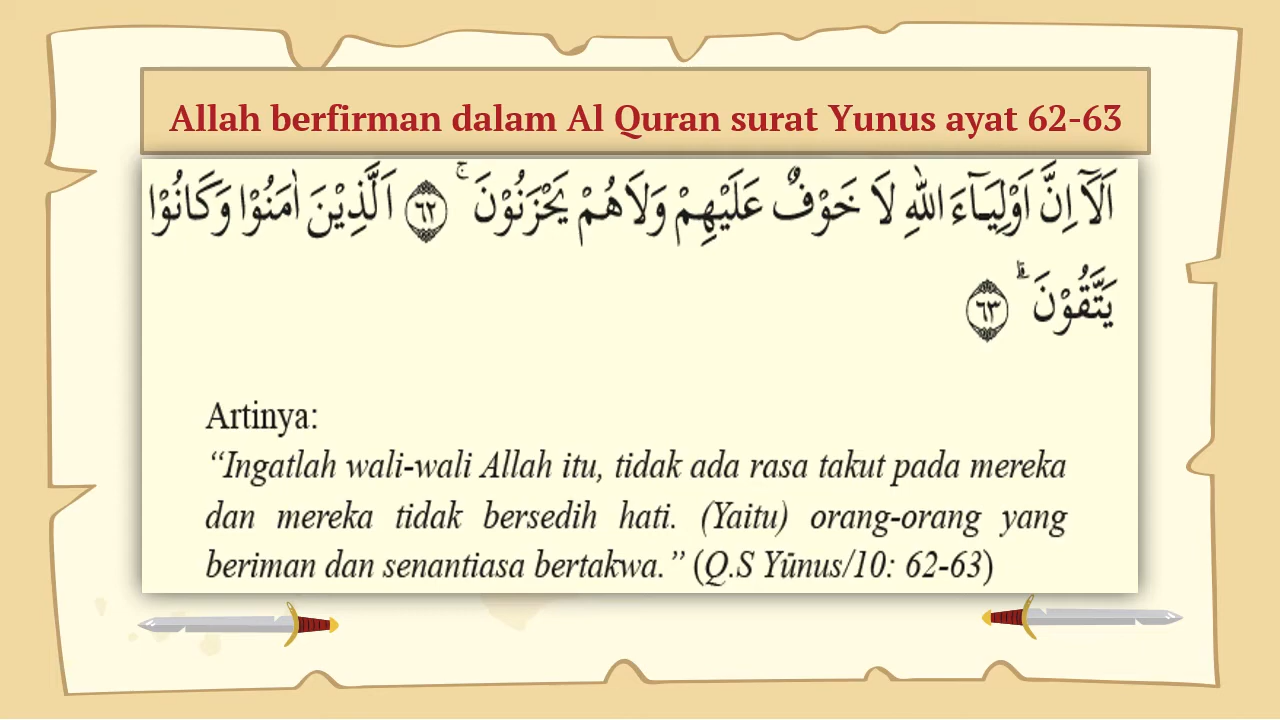 Allah berfirman dalam Al Quran surat Yunus ayat 62-63
اَلَآ اِنَّ اَوْلِيَاۤءَ اللّٰهِ لَا خَوْفٌ عَلَيْهِمْ وَلَا هُمْ يَحْزَنُوْنَۚ ٦٢ اَلَّذِيْنَ اٰمَنُوْا وَكَانُوْا
يَتَّقُوْنَۗ ٦٣
Artinya:
“Ingatlah wali-wali Allah itu, tidak ada rasa takut pada mereka
dan mereka tidak bersedih hati. (Yaitu) orang-orang yang
beriman dan senantiasa bertakwa.” (Q.S Yūnus/10: 62-63)